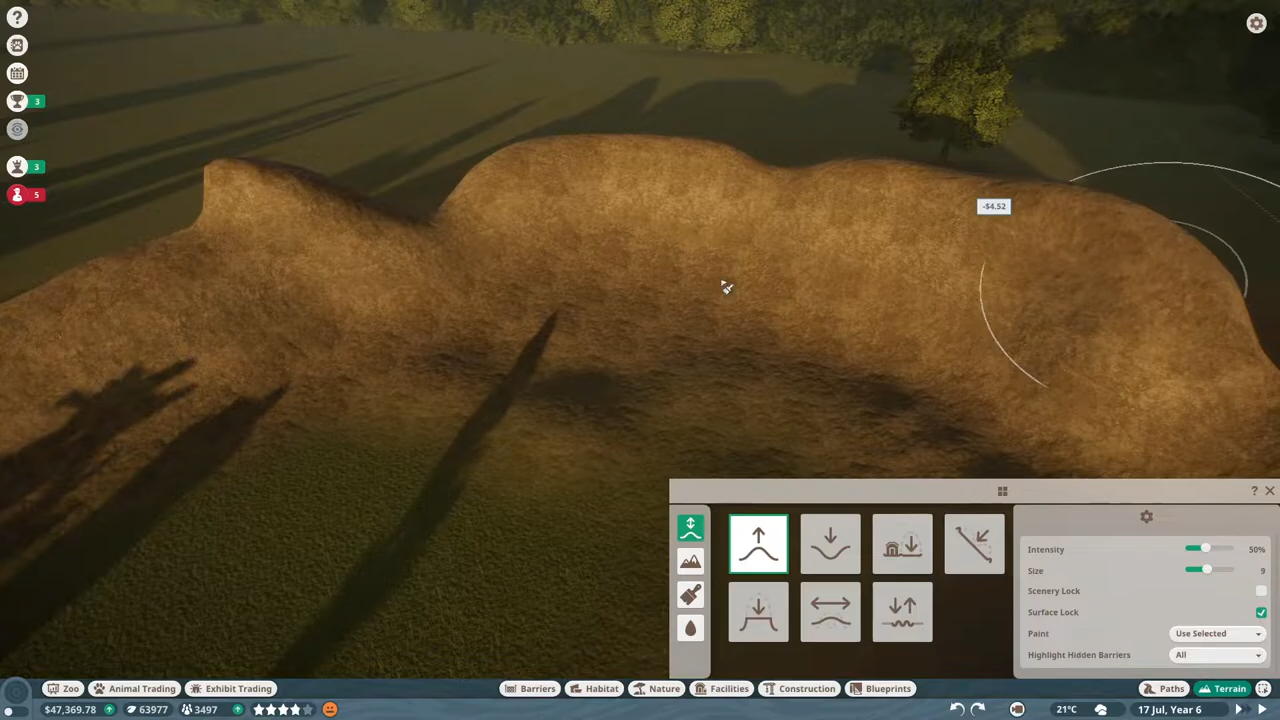 ?
3
3
5
-$4.52
?
Intensity 50%
Size 9
Scenery Lock
Surface Lock
Paint Use Selected
Highlight Hidden Barriers All
Zoo Animal Trading Exhibit Trading Barriers Habitat Nature Facilities Construction Blueprints Paths Terrain
$47,369.78 63977 3497 21°C 17 Jul, Year 6